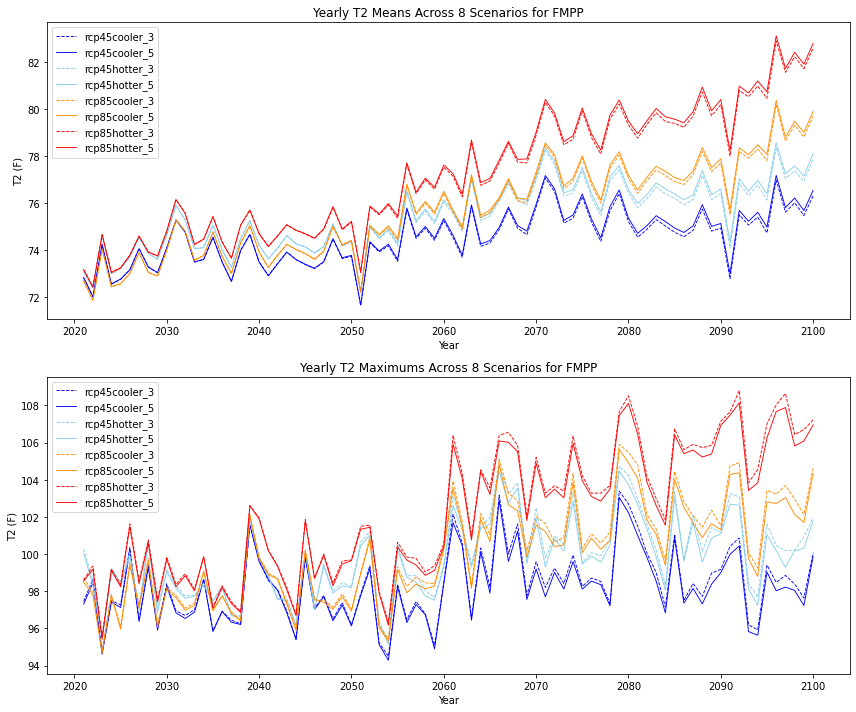 Yearly T2 Means Across 8 Scenarios for FMPP
rcp45cooler_3
rcp45cooler_5
rcp45hotter_3
rcp45hotter_5
rcp85cooler_3
rcp85cooler_5
rcp85hotter_3
rcp85hotter_5
T2 (F)
82
80
78
76
74
72
2020 2030 2040 2050 2060 2070 2080 2090 2100
Year
Yearly T2 Maximums Across 8 Scenarios for FMPP
rcp45cooler_3
rcp45cooler_5
rcp45hotter_3
rcp45hotter_5
rcp85cooler_3
rcp85cooler_5
rcp85hotter_3
rcp85hotter_5
T2 (F)
108
106
104
102
100
98
96
94
2020 2030 2040 2050 2060 2070 2080 2090 2100
Year